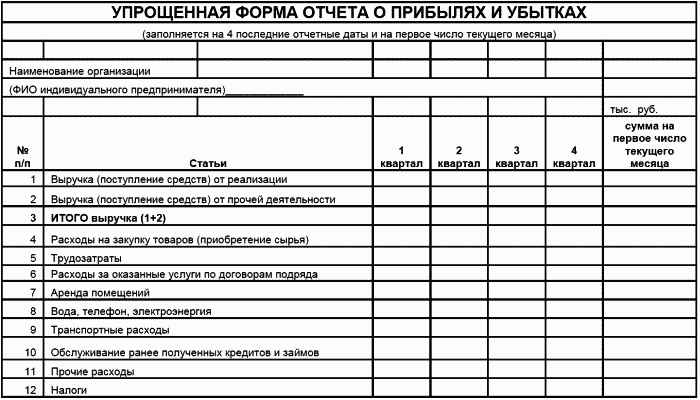 УПРОЩЕННАЯ ФОРМА ОТЧЕТА О ПРИБЫЛЯХ И УБЫТКАХ
(заполняется на 4 последние отчетные даты и на первое число текущего месяца)
Наименование организации
(ФИО индивидуального предпринимателя)_____________
тыс. руб.
№ п/п Статьи 1 квартал 2 квартал 3 квартал 4 квартал сумма на первое число текущего месяца
1 Выручка (поступление средств) от реализации
2 Выручка (поступление средств) от прочей деятельности
3 ИТОГО выручка (1+2)
4 Расходы на закупку товаров (приобретение сырья)
5 Трудозатраты
6 Расходы за оказанные услуги по договорам подряда
7 Аренда помещений
8 Вода, телефон, электроэнергия
9 Транспортные расходы
10 Обслуживание ранее полученных кредитов и займов
11 Прочие расходы
12 Налоги